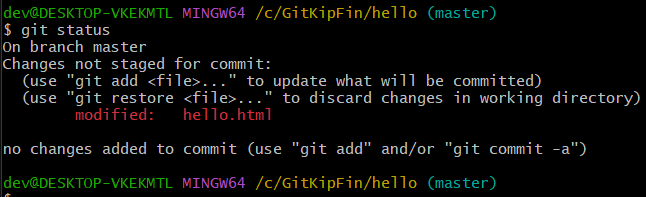 dev@DESKTOP-VKEKMTL MINGW64 /c/GitKipFin/hello (master)
$ git status
On branch master
Changes not staged for commit:
  (use "git add <file>..." to update what will be committed)
  (use "git restore <file>..." to discard changes in working directory)
        modified:   hello.html

no changes added to commit (use "git add" and/or "git commit -a")

dev@DESKTOP-VKEKMTL MINGW64 /c/GitKipFin/hello (master)
$